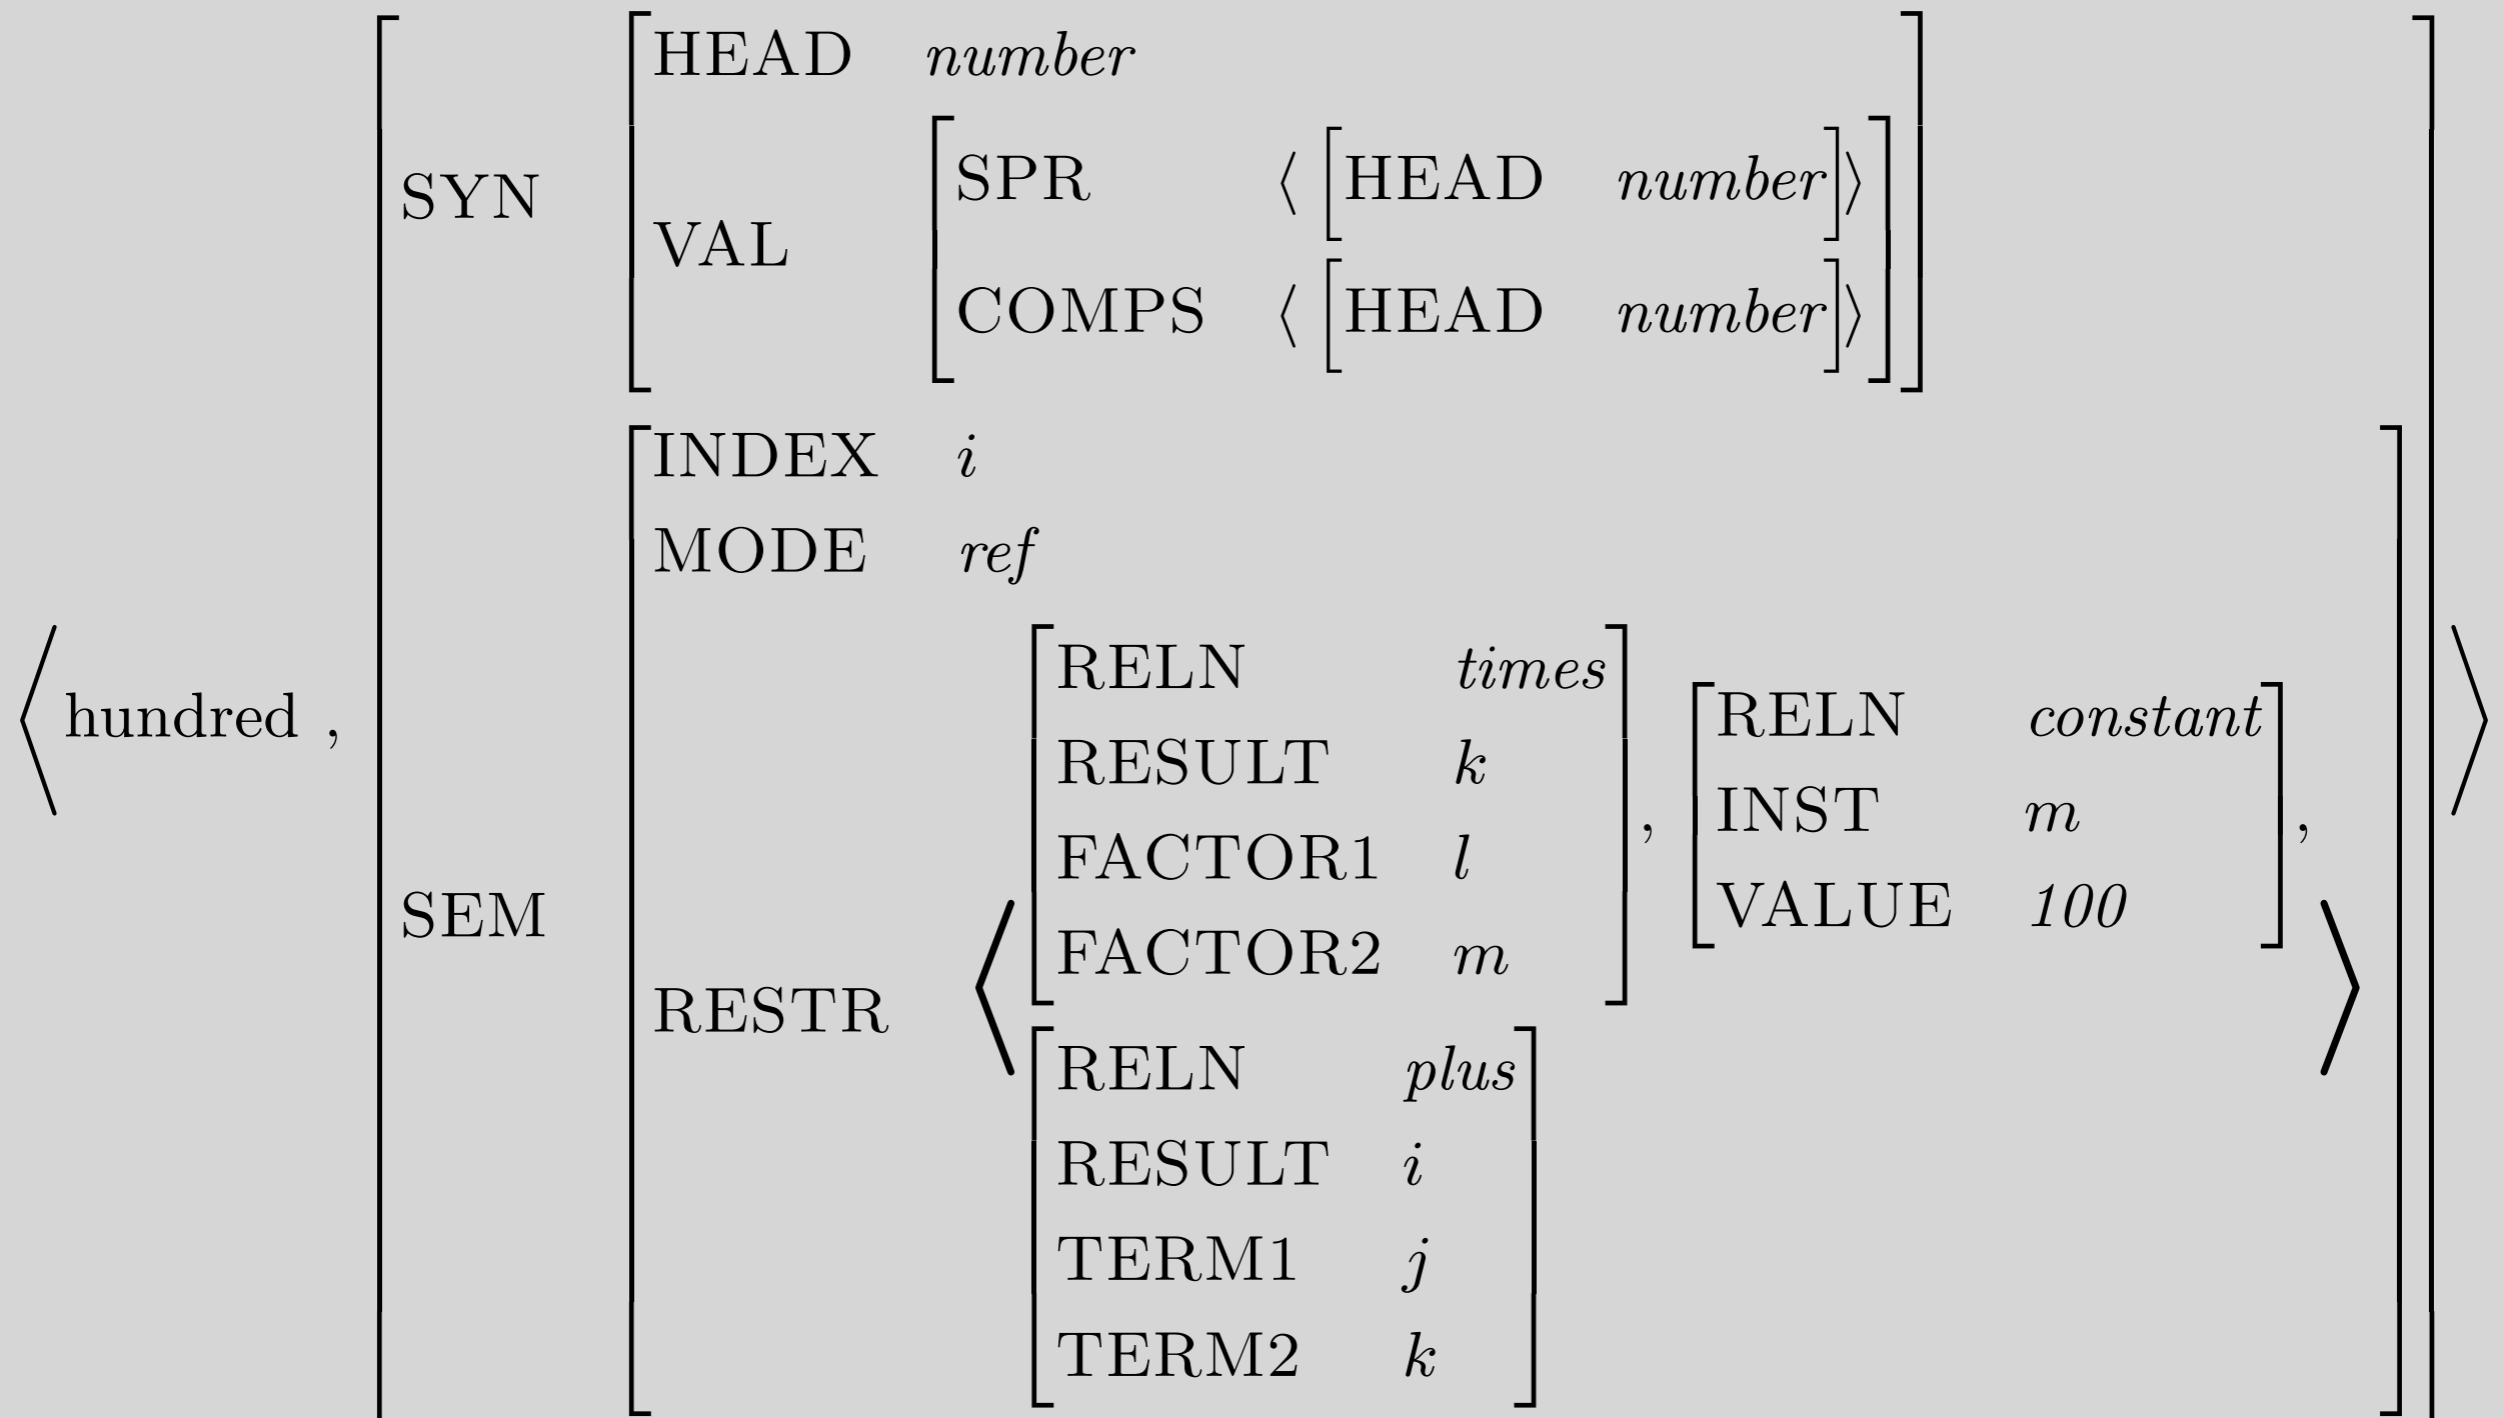 HEAD number
SYN VAL SPR ⟨ [HEAD number] ⟩
COMPS ⟨ [HEAD number] ⟩
INDEX i
MODE ref
⟨ hundred ,
SEM RESTR ⟨
RELN times
RESULT k
FACTOR1 l
FACTOR2 m
,
RELN constant
INST m
VALUE 100
,
RELN plus
RESULT i
TERM1 j
TERM2 k
⟩
⟩